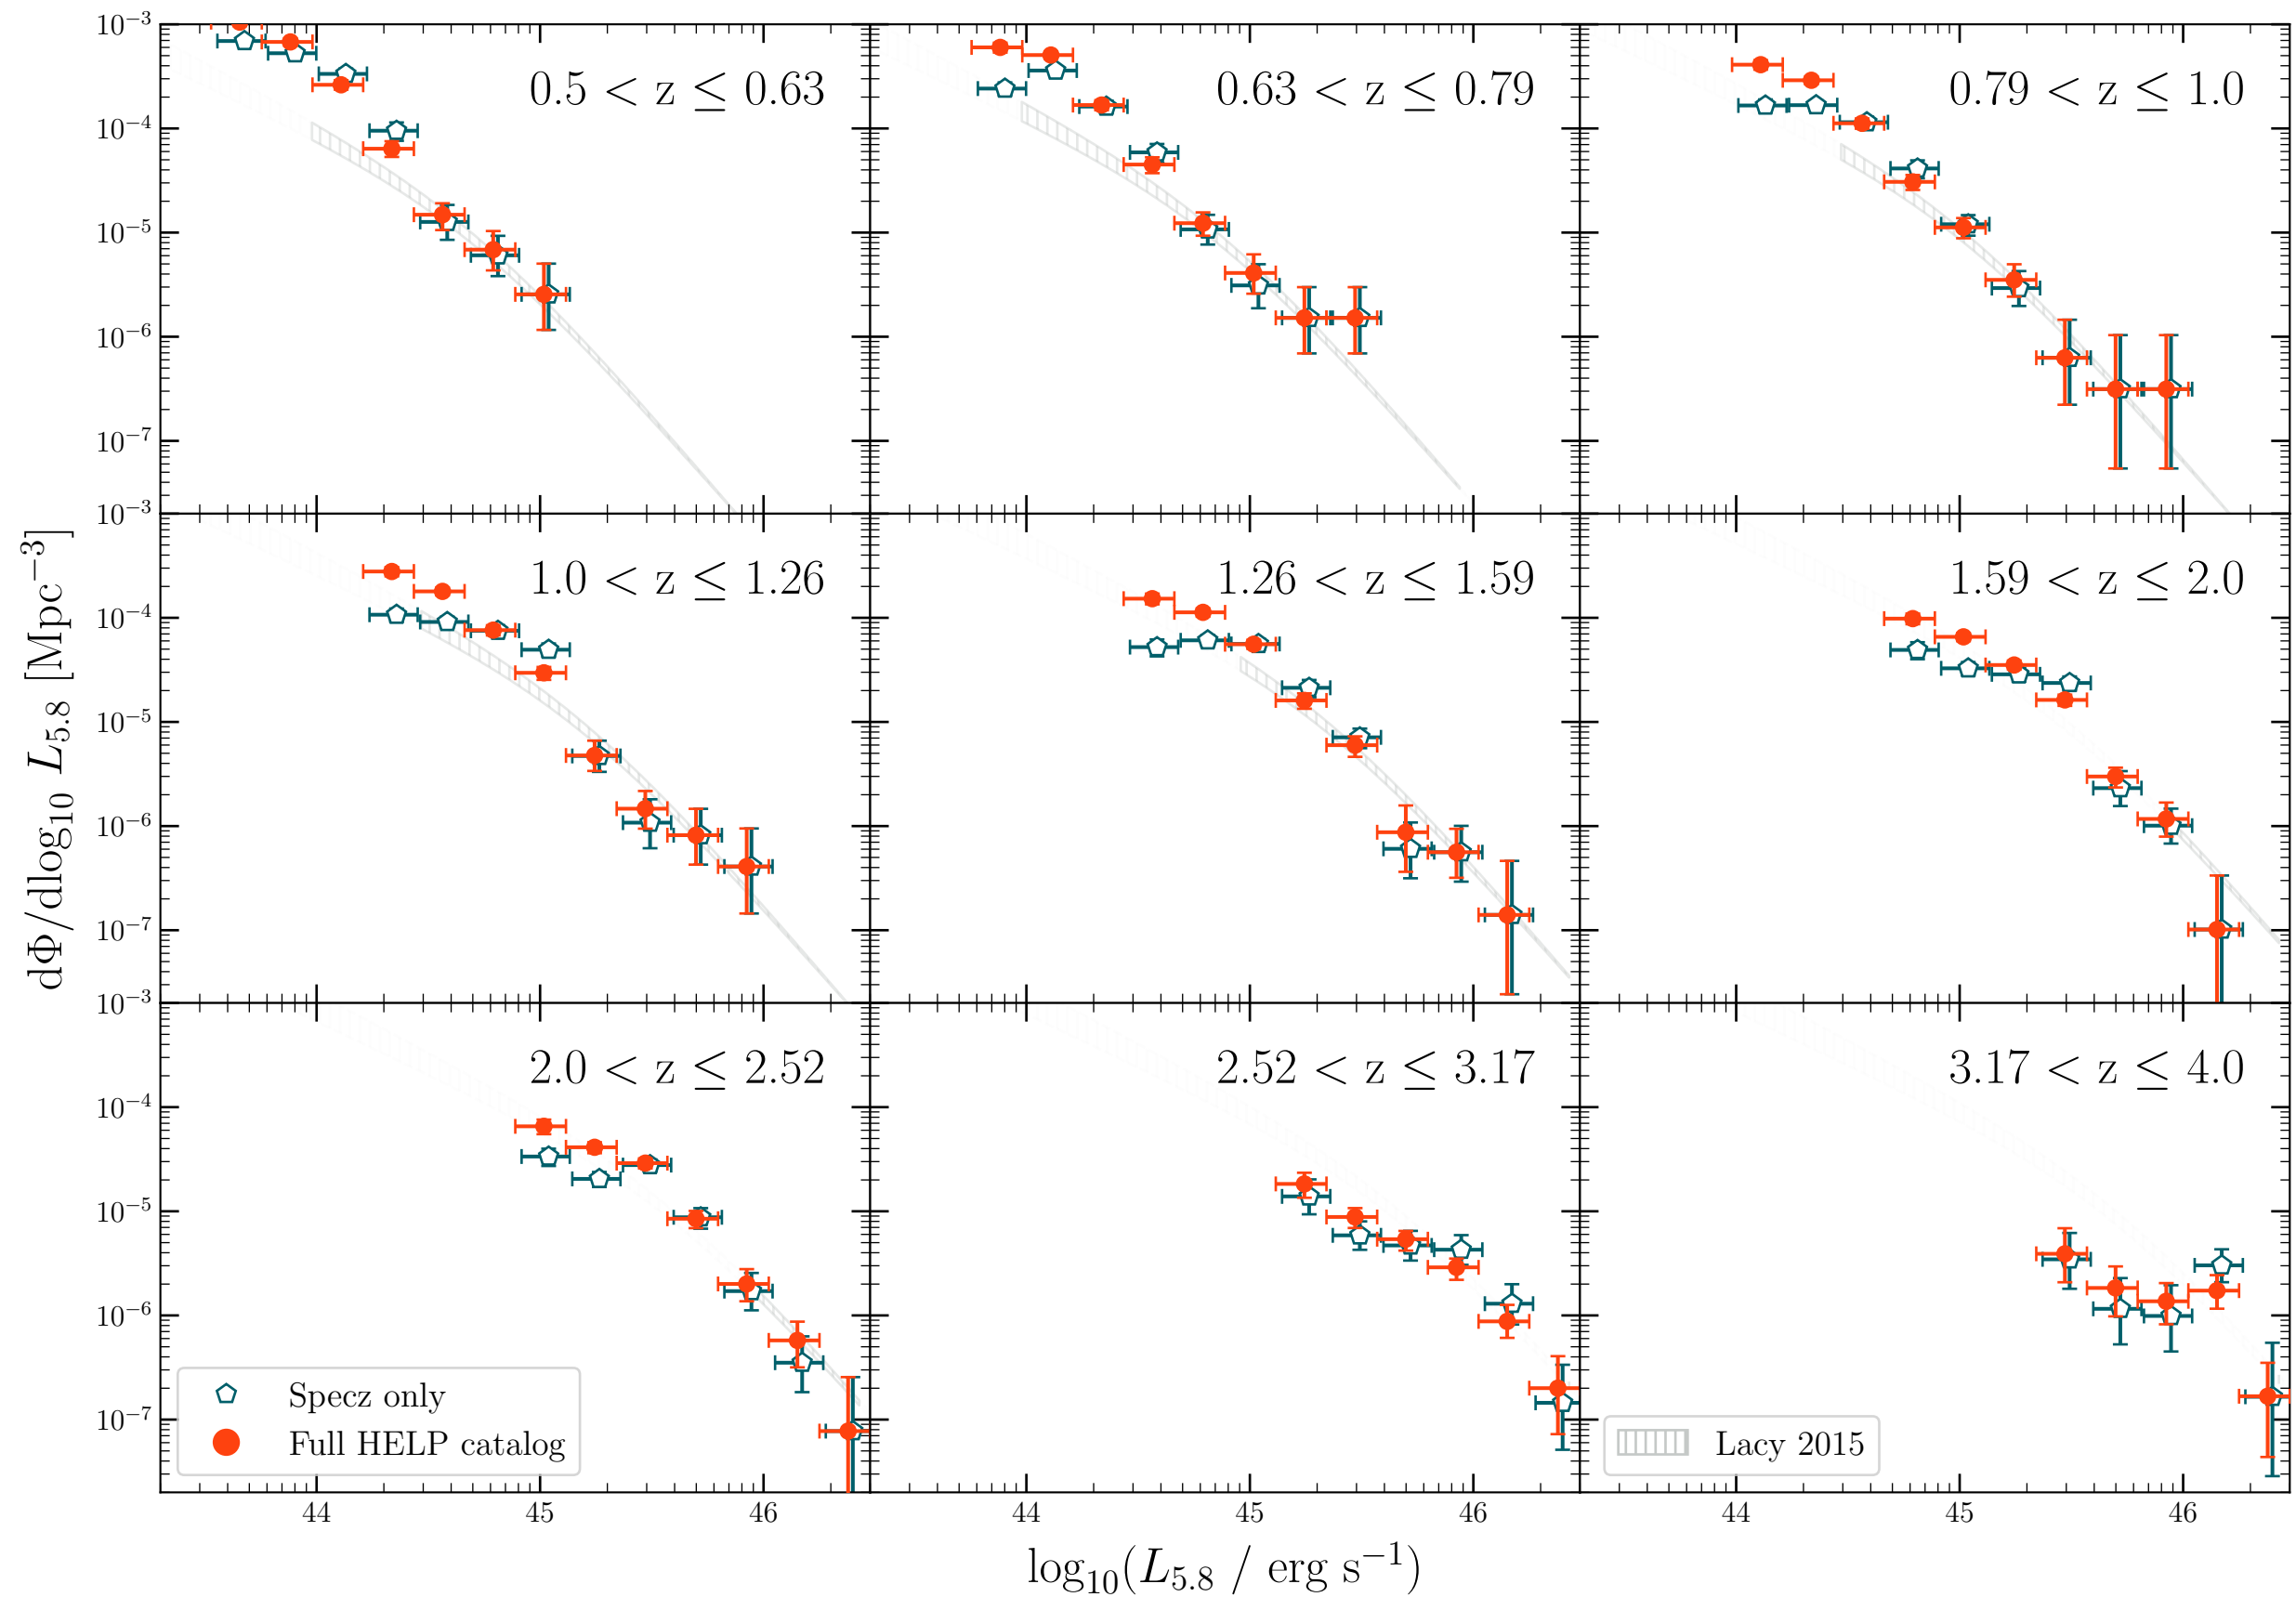 10⁻³
0.5 < z ≤ 0.63
0.63 < z ≤ 0.79
0.79 < z ≤ 1.0
10⁻⁴
10⁻⁵
10⁻⁶
10⁻⁷
10⁻³
1.0 < z ≤ 1.26
1.26 < z ≤ 1.59
1.59 < z ≤ 2.0
10⁻⁴
10⁻⁵
10⁻⁶
10⁻⁷
dΦ/dlog₁₀ L₅.₈ [Mpc⁻³]
10⁻³
2.0 < z ≤ 2.52
2.52 < z ≤ 3.17
3.17 < z ≤ 4.0
10⁻⁴
10⁻⁵
10⁻⁶
10⁻⁷
Specz only
Full HELP catalog
Lacy 2015
44 45 46 44 45 46 44 45 46
log₁₀(L₅.₈ / erg s⁻¹)